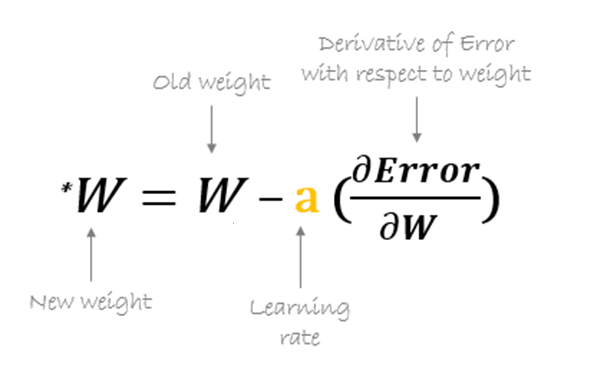 Derivative of Error
with respect to weight
Old weight
*W = W - a (∂Error/∂W)
New weight
Learning
rate